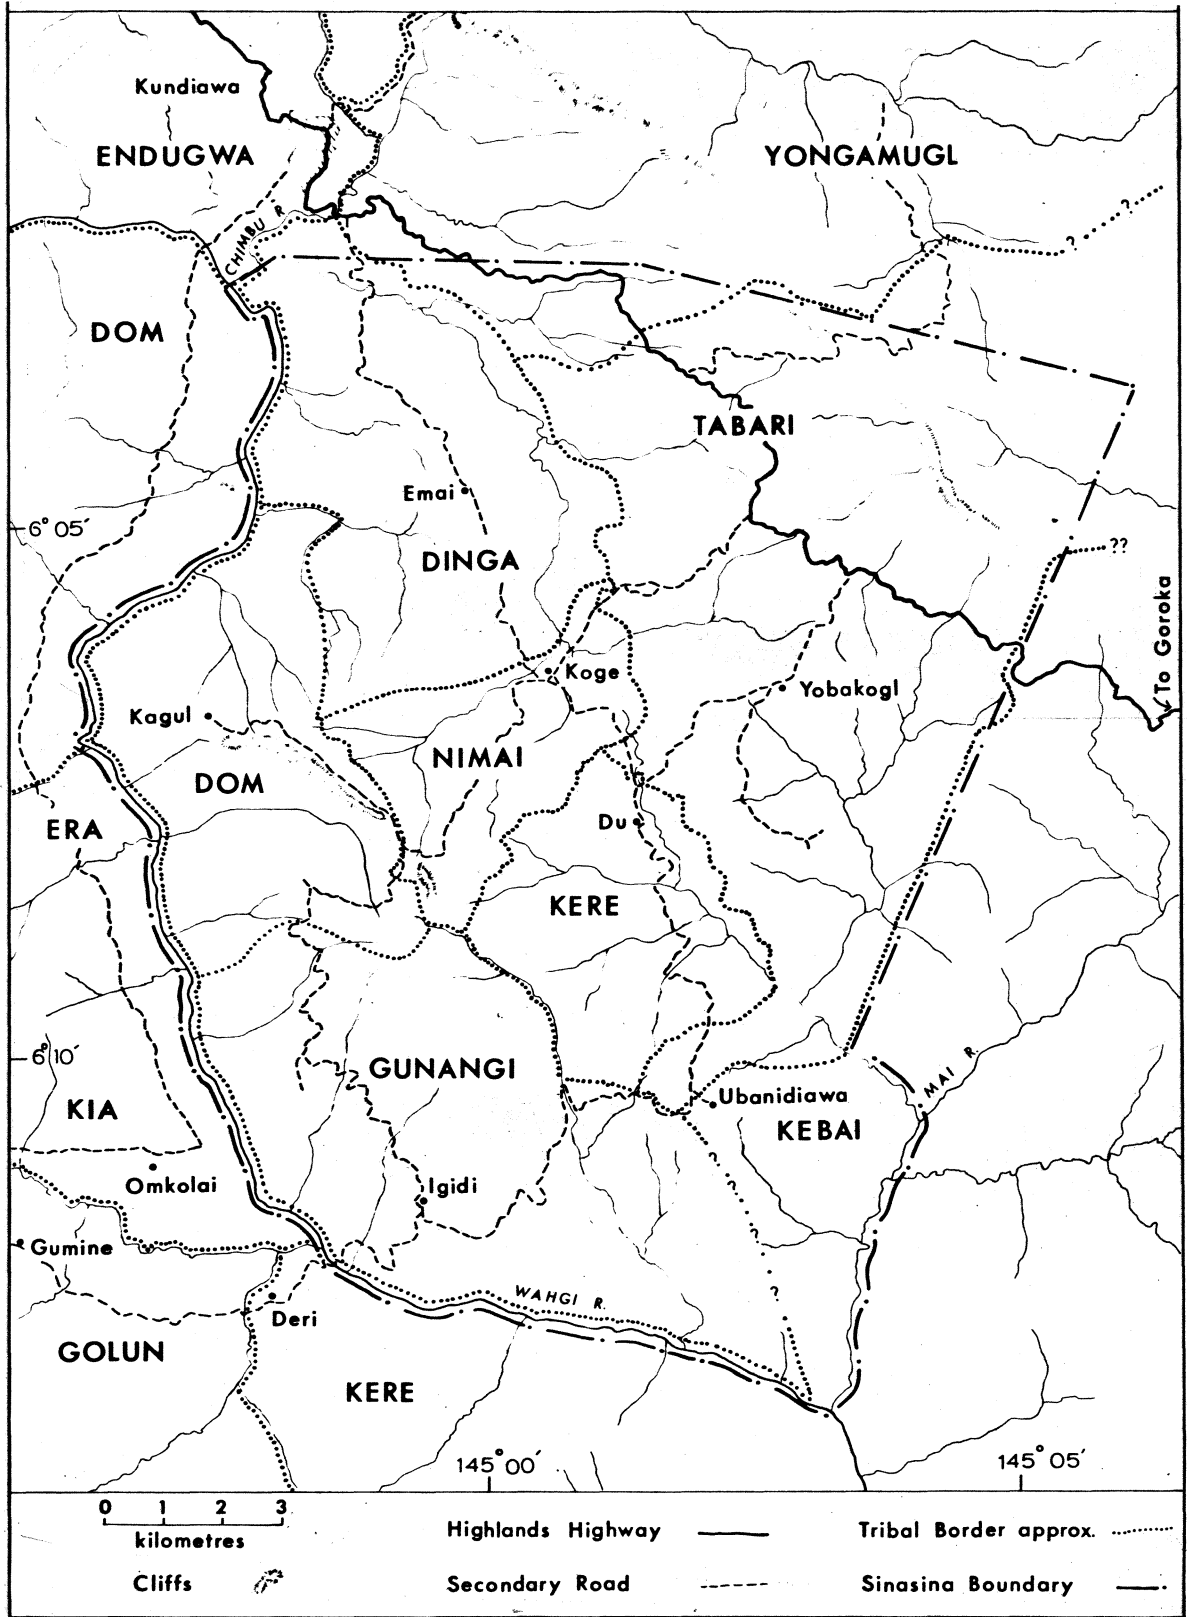 Kundiawa
ENDUGWA
YONGAMUGL
?
?
CHIMBU R.
DOM
TABARI
Emai
6° 05′
DINGA
??
To Goroka
Koge
Yobakogl
Kagul
NIMAI
DOM
ERA
Du
KERE
6° 10′
GUNANGI
MAI R.
Ubanidiawa
KIA
KEBAI
Omkolai
Igidi
?
Gumine
?
WAHGI R.
Deri
GOLUN
KERE
145° 00′
145° 05′
0 1 2 3
kilometres
Highlands Highway
Tribal Border approx.
Cliffs
Secondary Road
Sinasina Boundary